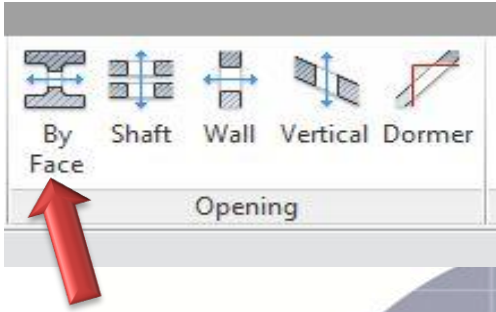 By Face
Shaft
Wall
Vertical
Dormer
Opening